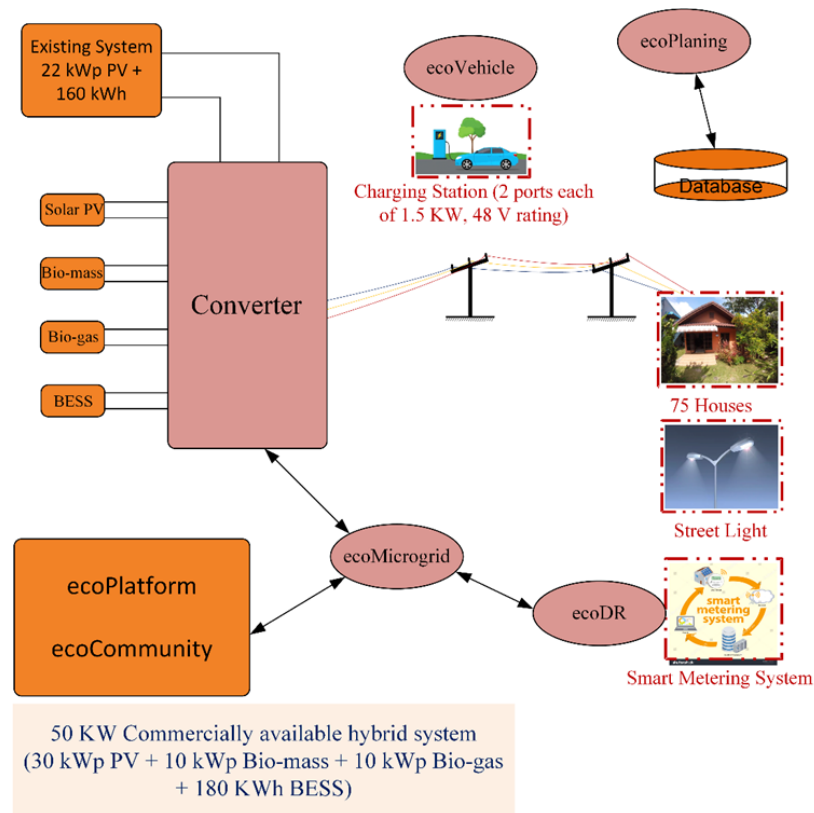 Existing System
22 kWp PV +
160 kWh
ecoVehicle
ecoPlaning
Charging Station (2 ports each
of 1.5 KW, 48 V rating)
Database
Solar PV
Bio-mass
Bio-gas
BESS
Converter
75 Houses
Street Light
ecoMicrogrid
ecoPlatform
ecoCommunity
ecoDR
smart
metering
system
Smart Metering System
50 KW Commercially available hybrid system
(30 kWp PV + 10 kWp Bio-mass + 10 kWp Bio-gas
+ 180 KWh BESS)